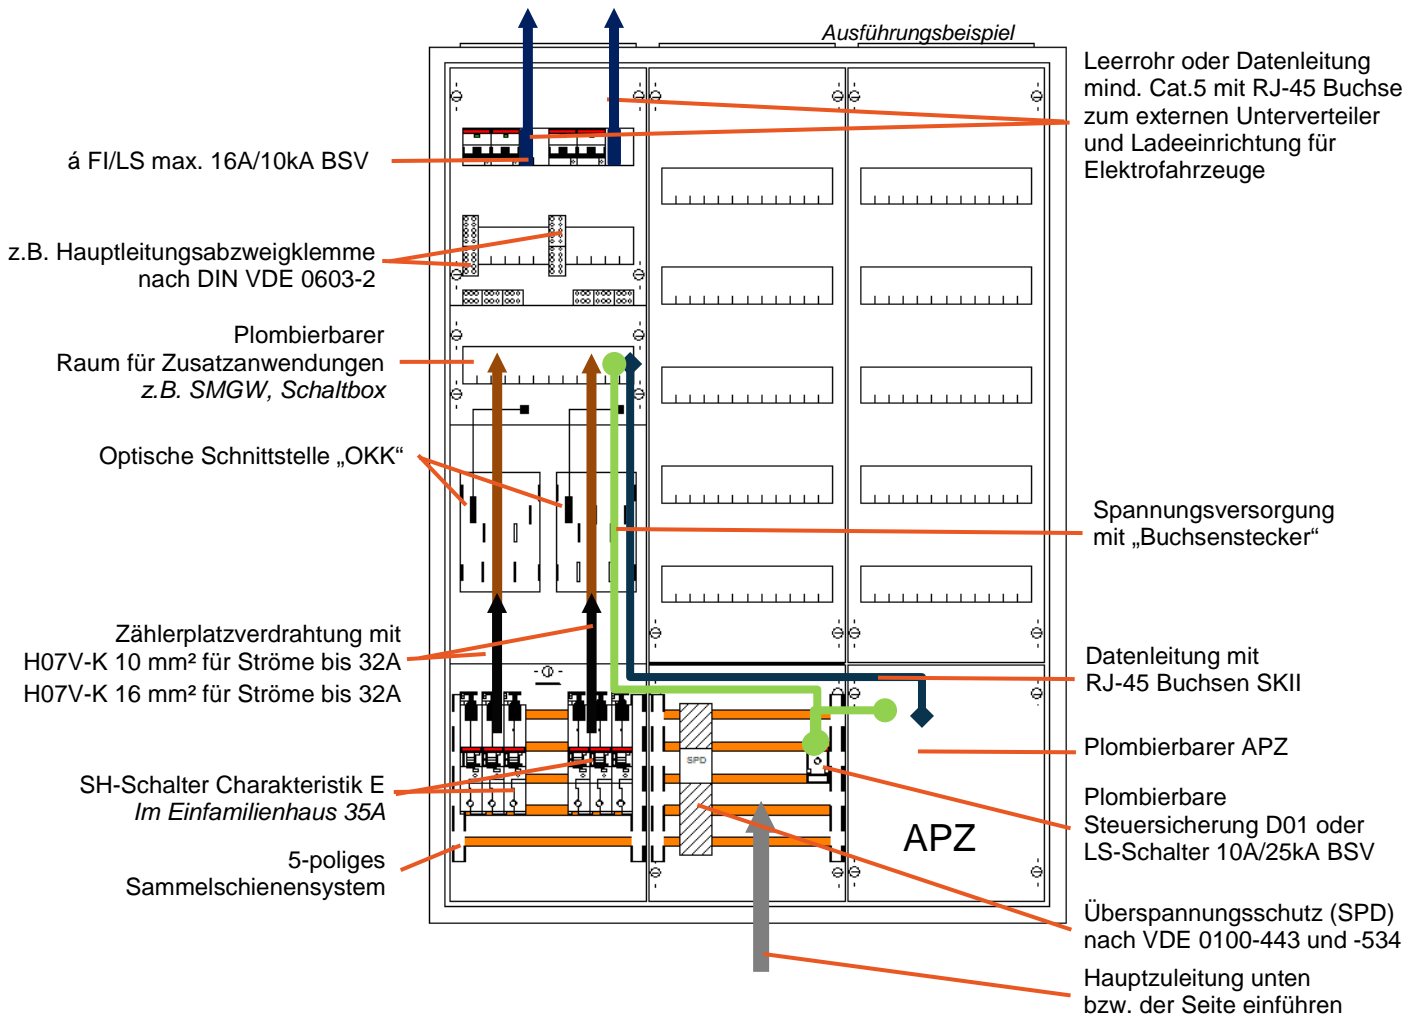 Ausführungsbeispiel
Leerrohr oder Datenleitung
mind. Cat.5 mit RJ-45 Buchse
zum externen Unterverteiler
und Ladeeinrichtung für
Elektrofahrzeuge
á FI/LS max. 16A/10kA BSV
z.B. Hauptleitungsabzweigklemme
nach DIN VDE 0603-2
Plombierbarer
Raum für Zusatzanwendungen
z.B. SMGW, Schaltbox
Optische Schnittstelle „OKK“
Spannungsversorgung
mit „Buchsenstecker“
Zählerplatzverdrahtung mit
H07V-K 10 mm² für Ströme bis 32A
H07V-K 16 mm² für Ströme bis 32A
Datenleitung mit
RJ-45 Buchsen SKII
Plombierbarer APZ
SH-Schalter Charakteristik E
Im Einfamilienhaus 35A
SPD
Plombierbare
Steuersicherung D01 oder
LS-Schalter 10A/25kA BSV
APZ
5-poliges
Sammelschienensystem
Überspannungsschutz (SPD)
nach VDE 0100-443 und -534
Hauptzuleitung unten
bzw. der Seite einführen